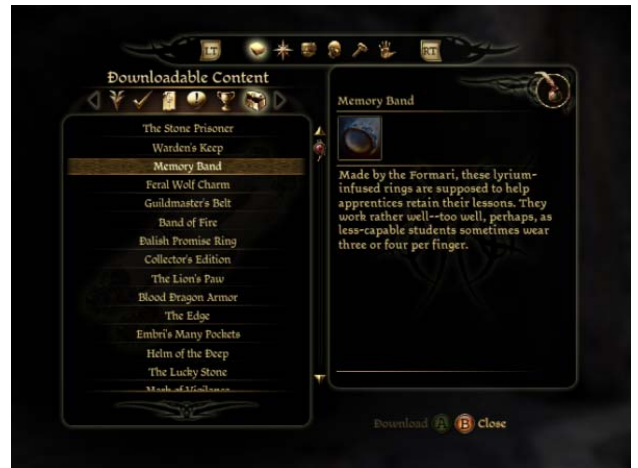 LT
RT
Downloadable Content
The Stone Prisoner
Warden's Keep
Memory Band
Feral Wolf Charm
Guildmaster's Belt
Band of Fire
Dalish Promise Ring
Collector's Edition
The Lion's Paw
Blood Dragon Armor
The Edge
Embri's Many Pockets
Helm of the Deep
The Lucky Stone
Mark of Vigilance
Memory Band
Made by the Formari, these lyrium-
infused rings are supposed to help
apprentices retain their lessons. They
work rather well--too well, perhaps, as
less-capable students sometimes wear
three or four per finger.
Download A B Close